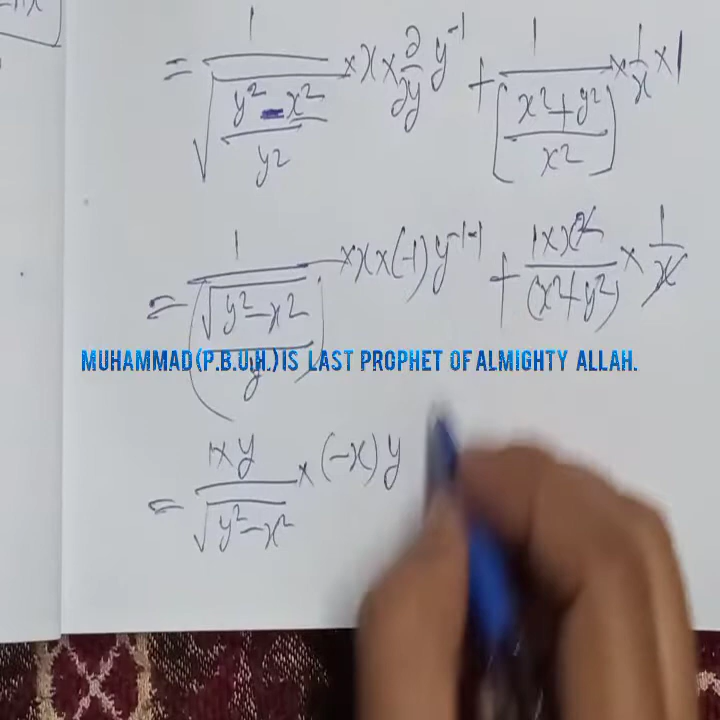 = 1/√((y²-x²)/y²) × x × ∂/∂y y⁻¹ + 1/[(x²+y²)/x²] × 1/x × 1
= 1/(√(y²-x²)/y) × x × (-1) y⁻¹⁻¹ + 1×x²/(x²+y²) × 1/x
MUHAMMAD (P.B.U.H.) IS LAST PROPHET OF ALMIGHTY ALLAH.
= 1×y/√(y²-x²) × (-x) y